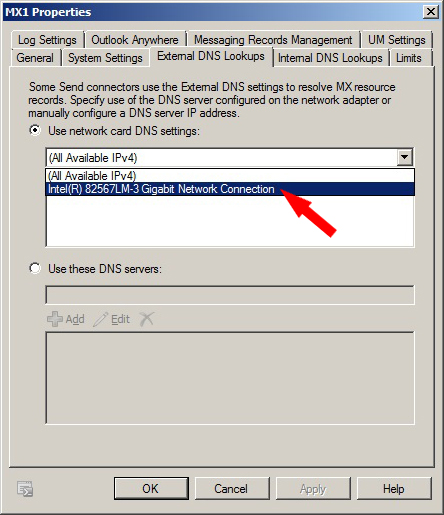 MX1 Properties
Log Settings Outlook Anywhere Messaging Records Management UM Settings
General System Settings External DNS Lookups Internal DNS Lookups Limits
Some Send connectors use the External DNS settings to resolve MX resource
records. Specify use of the DNS server configured on the network adapter or
manually configure a DNS server IP address.
Use network card DNS settings:
(All Available IPv4)
(All Available IPv4)
Intel(R) 82567LM-3 Gigabit Network Connection
Use these DNS servers:
Add Edit
OK Cancel Apply Help